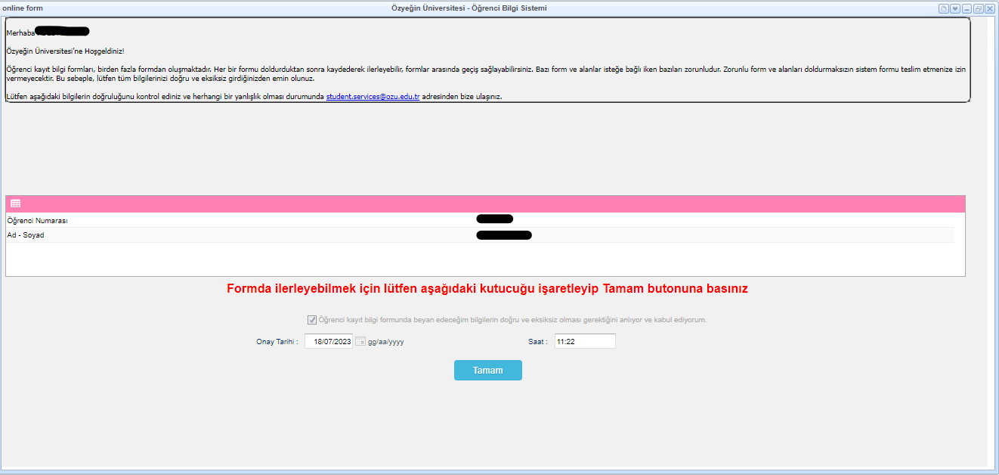 online form
Özyeğin Üniversitesi - Öğrenci Bilgi Sistemi
Merhaba
Özyeğin Üniversitesi'ne Hoşgeldiniz!
Öğrenci kayıt bilgi formları, birden fazla formdan oluşmaktadır. Her bir formu doldurduktan sonra kaydederek ilerleyebilir, formlar arasında geçiş sağlayabilirsiniz. Bazı form ve alanlar isteğe bağlı iken bazıları zorunludur. Zorunlu form ve alanları doldurmaksızın sistem formu teslim etmenize izin
vermeyecektir. Bu sebeple, lütfen tüm bilgilerinizi doğru ve eksiksiz girdiğinizden emin olunuz.
Lütfen aşağıdaki bilgilerin doğruluğunu kontrol ediniz ve herhangi bir yanlışlık olması durumunda student.services@ozu.edu.tr adresinden bize ulaşınız.
Öğrenci Numarası
Ad - Soyad
Formda ilerleyebilmek için lütfen aşağıdaki kutucuğu işaretleyip Tamam butonuna basınız
Öğrenci kayıt bilgi formunda beyan edeceğim bilgilerin doğru ve eksiksiz olması gerektiğini anlıyor ve kabul ediyorum.
Onay Tarihi : 18/07/2023 gg/aa/yyyy Saat : 11:22
Tamam